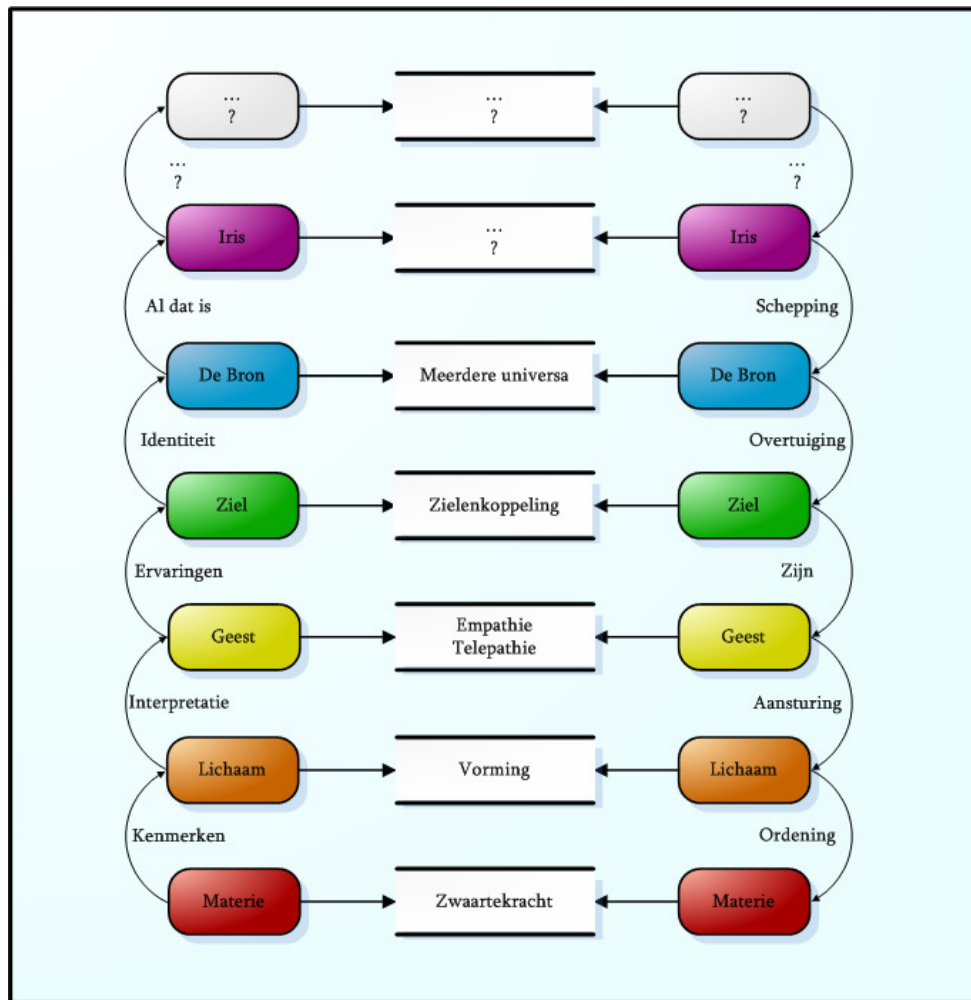 …
?
…
?
…
?
…
?
…
?
Iris
…
?
Iris
Al dat is
Schepping
De Bron
Meerdere universa
De Bron
Identiteit
Overtuiging
Ziel
Zielenkoppeling
Ziel
Ervaringen
Zijn
Geest
Empathie
Telepathie
Geest
Interpretatie
Aansturing
Lichaam
Vorming
Lichaam
Kenmerken
Ordening
Materie
Zwaartekracht
Materie